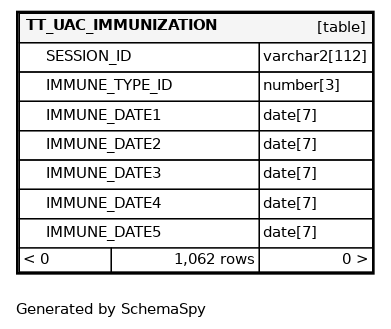 TT_UAC_IMMUNIZATION [table]
SESSION_ID varchar2[112]
IMMUNE_TYPE_ID number[3]
IMMUNE_DATE1 date[7]
IMMUNE_DATE2 date[7]
IMMUNE_DATE3 date[7]
IMMUNE_DATE4 date[7]
IMMUNE_DATE5 date[7]
< 0 1,062 rows 0 >
Generated by SchemaSpy